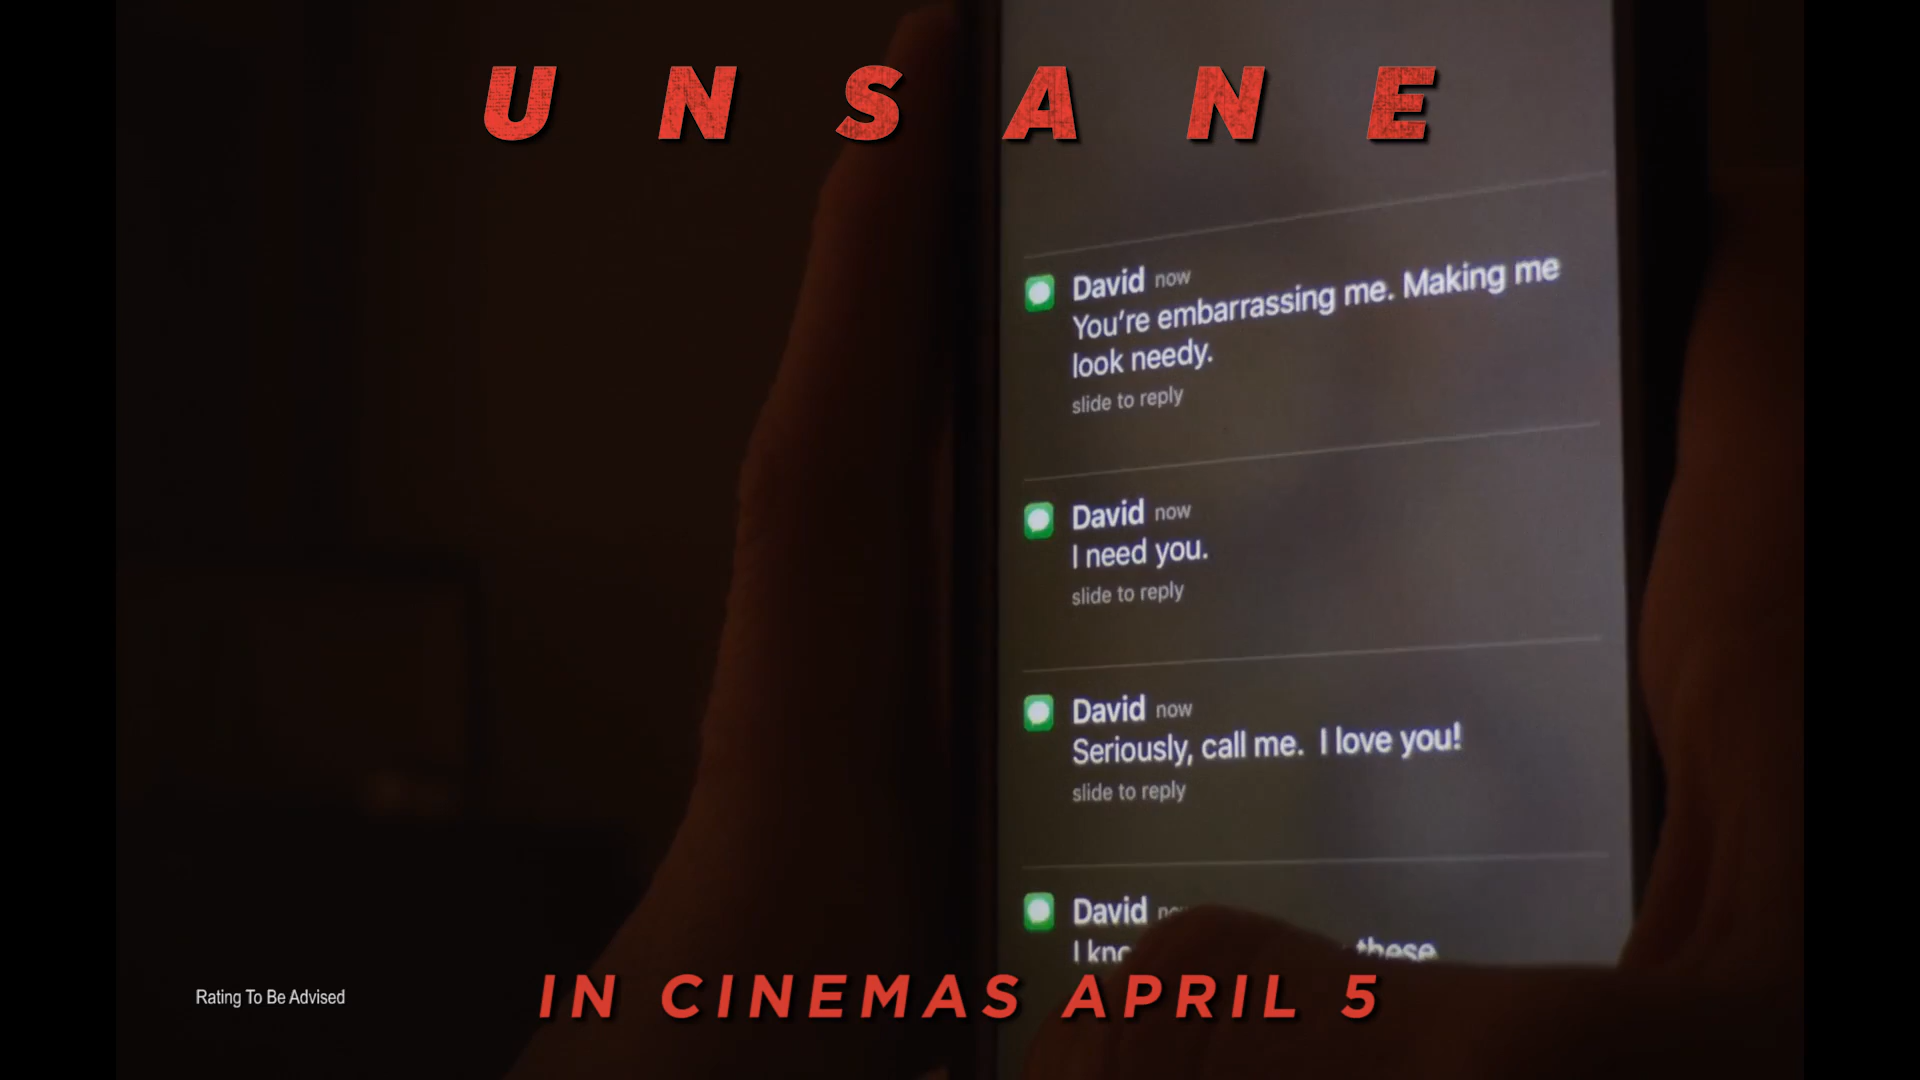 UNSANE
David now
You're embarrassing me. Making me
look needy.
slide to reply
David now
I need you.
slide to reply
David now
Seriously, call me. I love you!
slide to reply
David
I these
Rating To Be Advised
IN CINEMAS APRIL 5